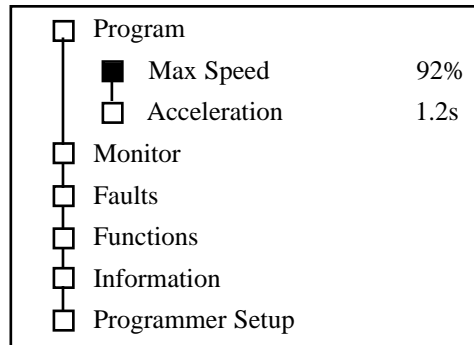 Program
Max Speed 92%
Acceleration 1.2s
Monitor
Faults
Functions
Information
Programmer Setup